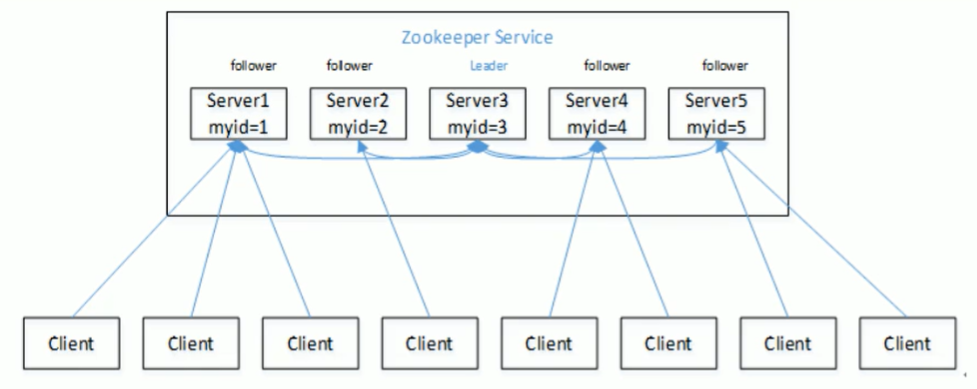 Zookeeper Service
follower follower Leader follower follower
Server1 Server2 Server3 Server4 Server5
myid=1 myid=2 myid=3 myid=4 myid=5
Client Client Client Client Client Client Client Client